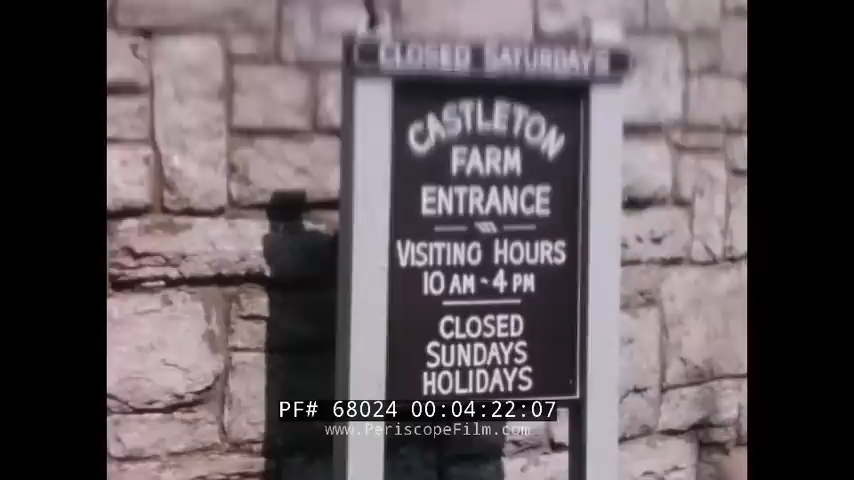 CLOSED SATURDAYS
CASTLETON
FARM
ENTRANCE
VISITING HOURS
10 AM - 4 PM
CLOSED
SUNDAYS
HOLIDAYS
PF# 68024 00:04:22:07
www.PeriscopeFilm.com